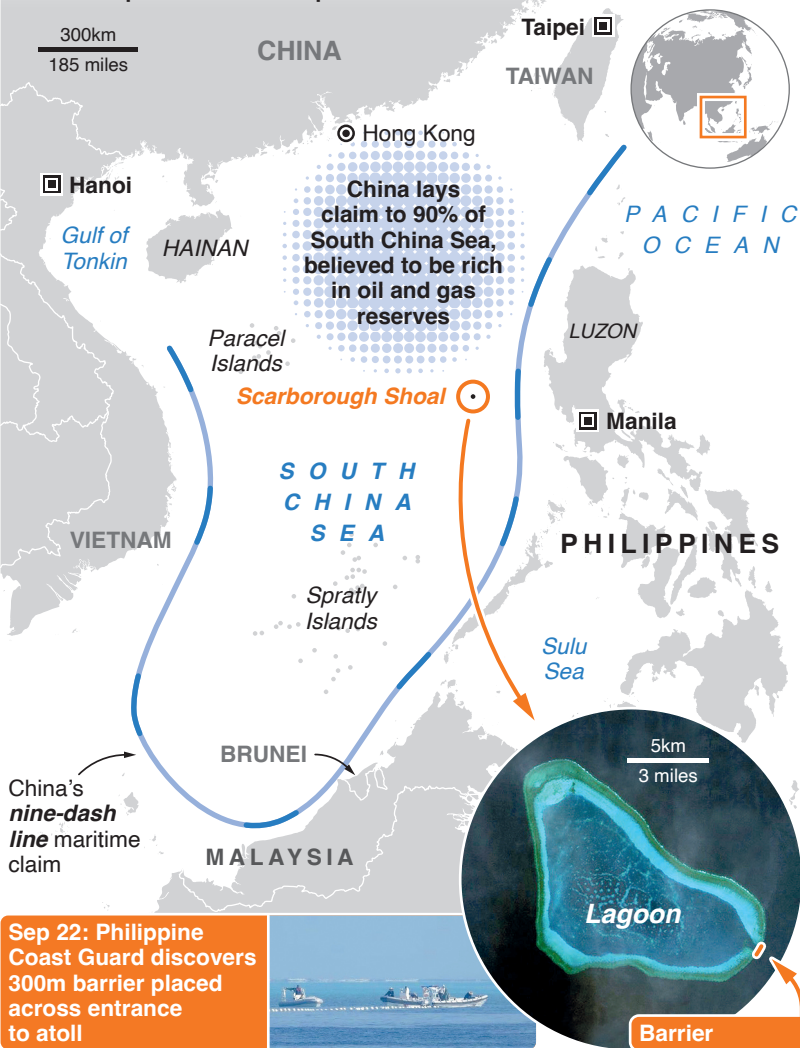 300km
185 miles
CHINA
Taipei
TAIWAN
Hong Kong
Hanoi
Gulf of
Tonkin
HAINAN
China lays
claim to 90% of
South China Sea,
believed to be rich
in oil and gas
reserves
PACIFIC
OCEAN
LUZON
Paracel
Islands
Scarborough Shoal
Manila
SOUTH
CHINA
SEA
VIETNAM
PHILIPPINES
Spratly
Islands
Sulu
Sea
BRUNEI
China's
nine-dash
line maritime
claim
MALAYSIA
5km
3 miles
Lagoon
Sep 22: Philippine
Coast Guard discovers
300m barrier placed
across entrance
to atoll
Barrier